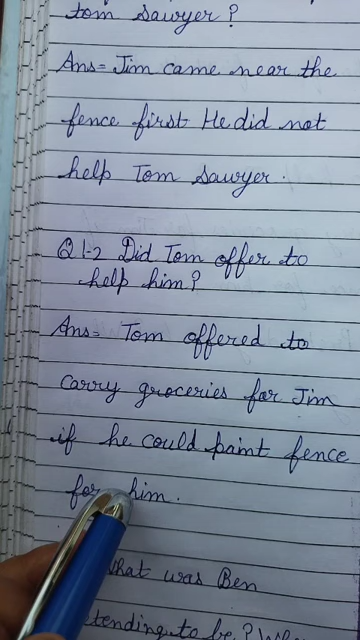 tom Sawyer?
Ans= Jim came near the
fence first He did not
help Tom Sawyer.
Q 1-2 Did Tom offer to
help him?
Ans= Tom offered to
carry groceries for Jim
if he could paint fence
for him.
What was Ben
tending to be?